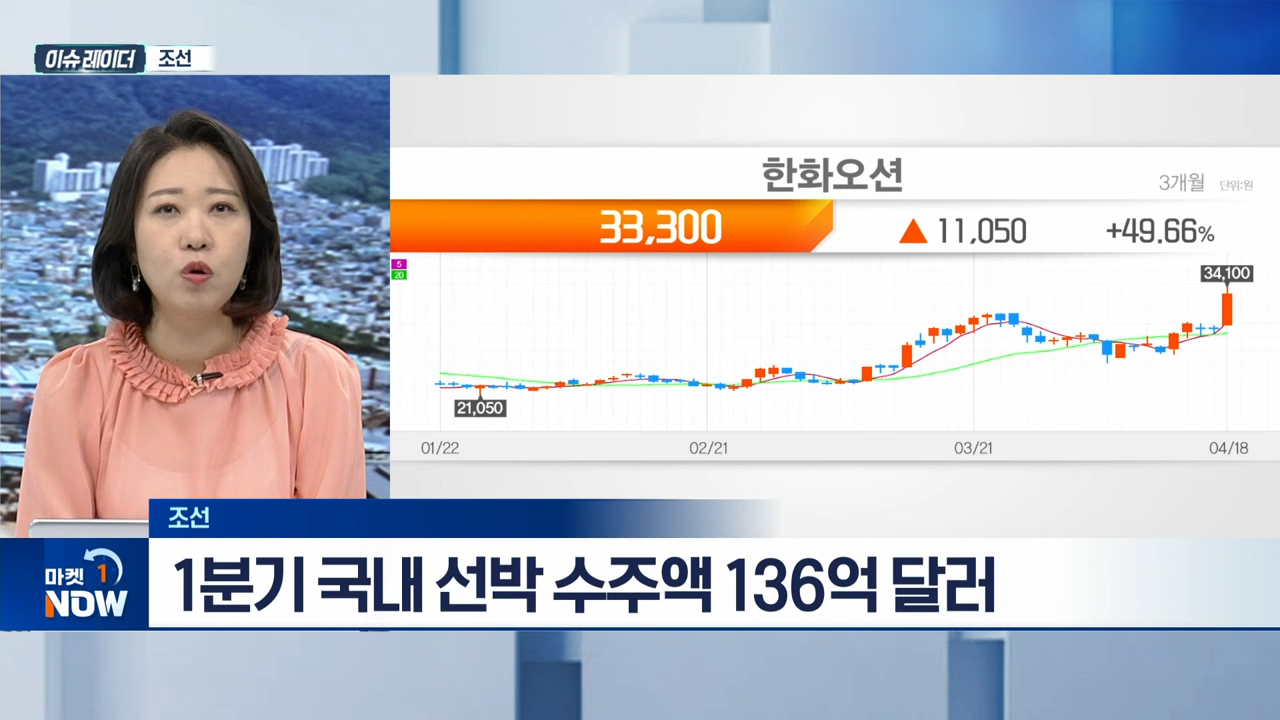 이슈레이더 조선
한화오션
3개월 단위:원
33,300 ▲ 11,050 +49.66%
5
20
34,100
21,050
01/22 02/21 03/21 04/18
조선
마켓 1
NOW
1분기 국내 선박 수주액 136억 달러